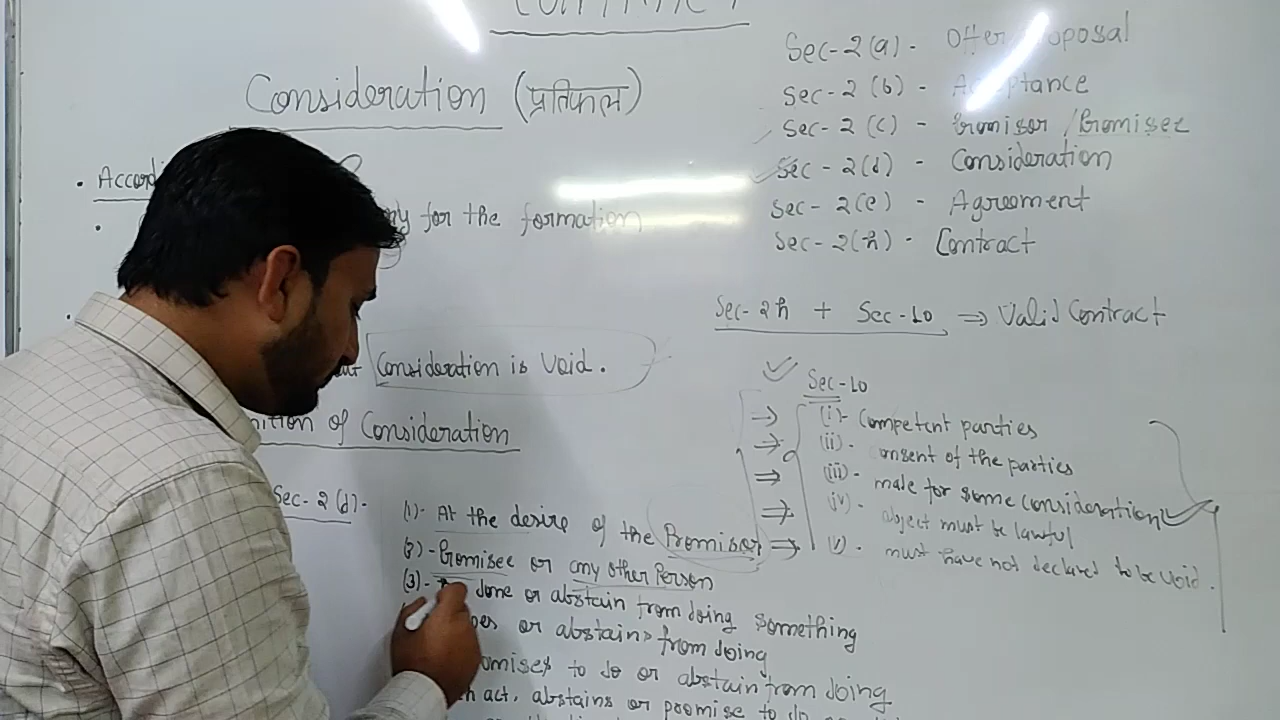 Consideration (प्रतिफल)
Sec-2(a) - Offer
Sec-2(b) -
Sec-2(c) - Promisor / Promisee
Sec-2(d) - Consideration
Sec-2(e) - Agreement
Sec-2(h) - Contract
for the formation
Consideration is void.
of Consideration
Sec-2h + Sec-10 ⇒ Valid Contract
Sec-10
(i)- Competent parties
(ii) - of the parties
(iii) - made for some consideration
(iv) - object must be lawful
(v) - must have not declared to be void.
Sec-2(d)-
(1)- At the desire of the Promisor
(2)- Promisee or any other Person
(3)- done or abstain from doing something
or abstains from doing
to do or abstain from doing
act, abstains or promise to do